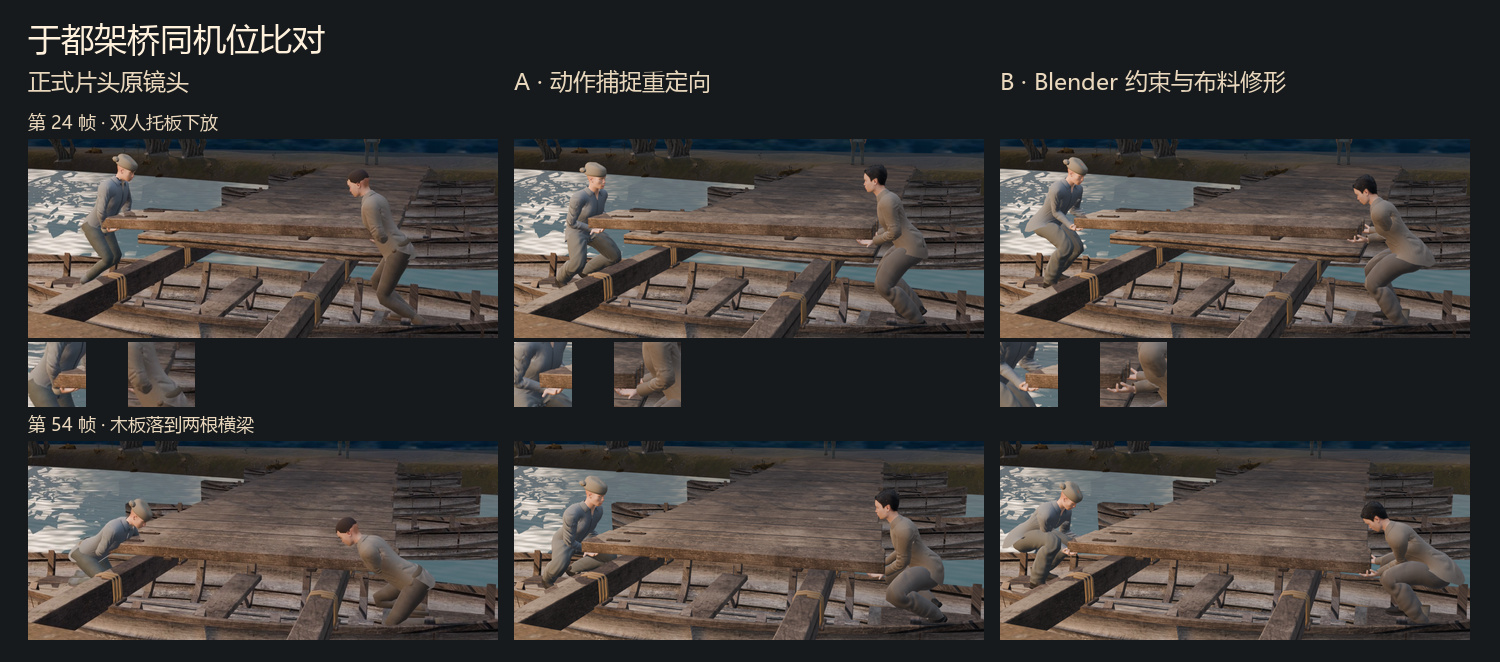 于都架桥同机位比对
正式片头原镜头
A · 动作捕捉重定向
B · Blender 约束与布料修形
第 24 帧 · 双人托板下放
第 54 帧 · 木板落到两根横梁